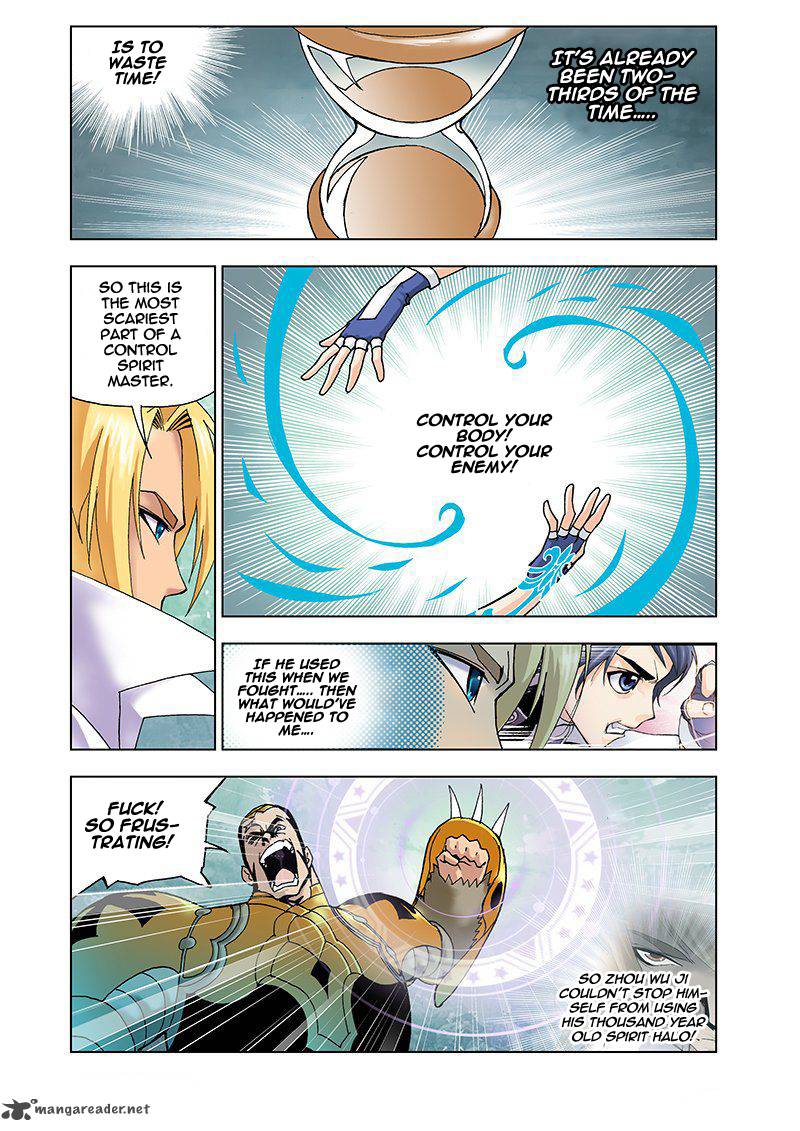 IS TO
WASTE
TIME!
IT'S ALREADY
BEEN TWO-
THIRDS OF THE
TIME.....
SO THIS IS
THE MOST
SCARIEST
PART OF A
CONTROL
SPIRIT
MASTER.
CONTROL YOUR
BODY!
CONTROL YOUR
ENEMY!
IF HE USED
THIS WHEN WE
FOUGHT..... THEN
WHAT WOULD'VE
HAPPENED TO
ME....
FUCK!
SO FRUS-
TRATING!
SO ZHOU WU JI
COULDN'T STOP HIM-
SELF FROM USING
HIS THOUSAND YEAR
OLD SPIRIT HALO!
mangareader.net